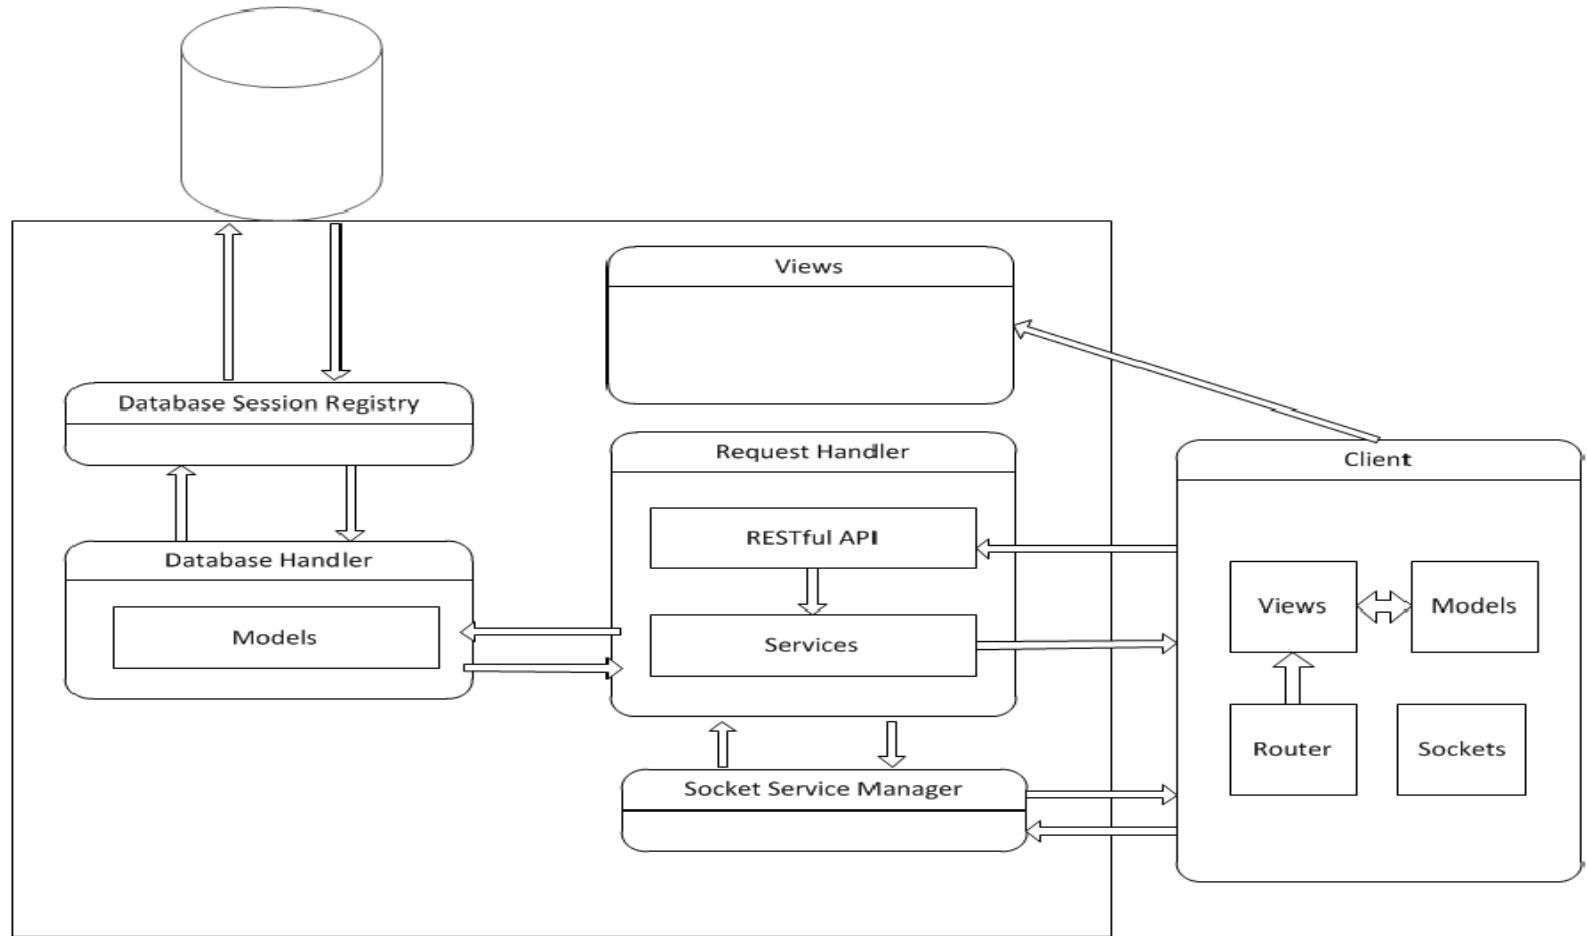 Views
Database Session Registry
Request Handler
Client
RESTful API
Database Handler
Views
Models
Models
Services
Router
Sockets
Socket Service Manager